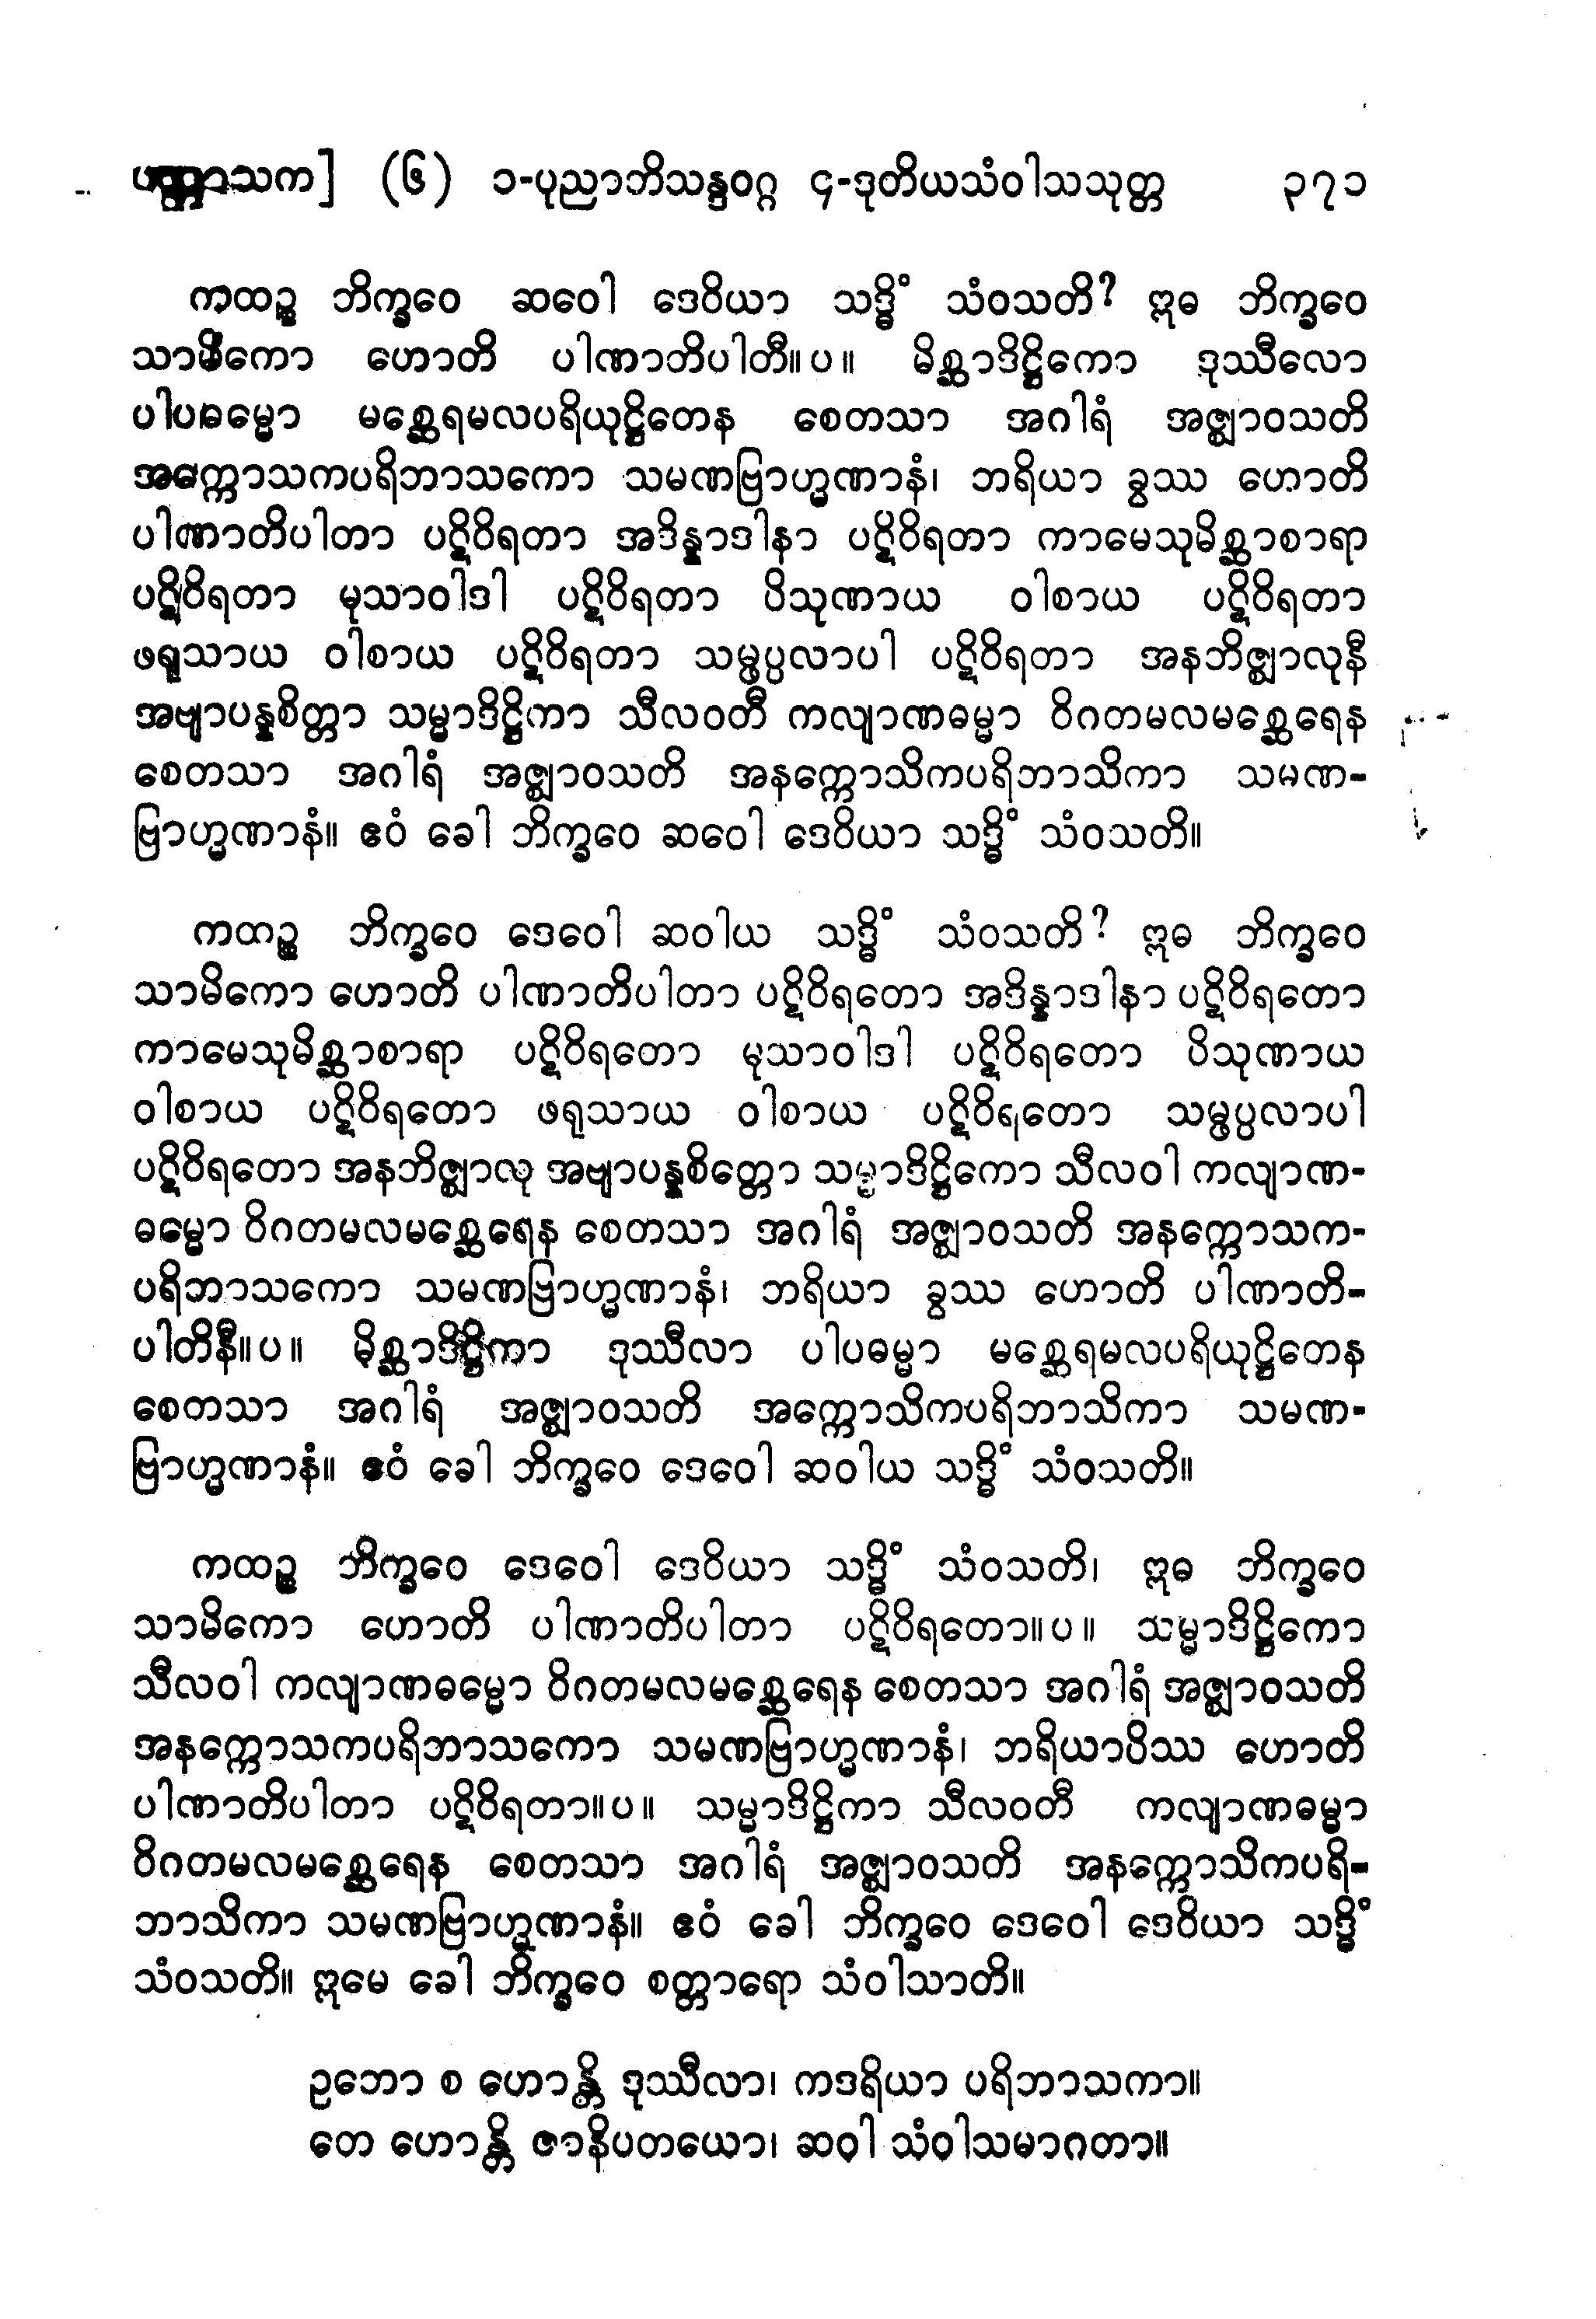 ပဏ္ဏာသက] (၆) ၁-ပုညာဘိသန္ဒဝဂ္ဂ ၄-ဒုတိယသံဝါသသုတ္တ ၃၇၁
ကထဉ္စ ဘိက္ခဝေ ဆဝေါ ဒေဝိယာ သဒ္ဓိံ သံဝသတိ? ဣဓ ဘိက္ခဝေ
သာမိကော ဟောတိ ပါဏာတိပါတီ။ပ။ မိစ္ဆာဒိဋ္ဌိကော ဒုဿီလော
ပါပဓမ္မော မစ္ဆေရမလပရိယုဋ္ဌိတေန စေတသာ အဂါရံ အဇ္ဈာဝသတိ
အက္ကောသကပရိဘာသကော သမဏဗြာဟ္မဏာနံ၊ ဘရိယာ ခွဿ ဟောတိ
ပါဏာတိပါတာ ပဋိဝိရတာ အဒိန္နာဒါနာ ပဋိဝိရတာ ကာမေသုမိစ္ဆာစာရာ
ပဋိဝိရတာ မုသာဝါဒါ ပဋိဝိရတာ ပိသုဏာယ ဝါစာယ ပဋိဝိရတာ
ဖရုသာယ ဝါစာယ ပဋိဝိရတာ သမ္ဖပ္ပလာပါ ပဋိဝိရတာ အနဘိဇ္ဈာလုနီ
အဗျာပန္နစိတ္တာ သမ္မာဒိဋ္ဌိကာ သီလဝတီ ကလျာဏဓမ္မာ ဝိဂတမလမစ္ဆေရေန
စေတသာ အဂါရံ အဇ္ဈာဝသတိ အနက္ကောသိကပရိဘာသိကာ သမဏ-
ဗြာဟ္မဏာနံ။ ဧဝံ ခေါ ဘိက္ခဝေ ဆဝေါ ဒေဝိယာ သဒ္ဓိံ သံဝသတိ။
ကထဉ္စ ဘိက္ခဝေ ဒေဝေါ ဆဝါယ သဒ္ဓိံ သံဝသတိ? ဣဓ ဘိက္ခဝေ
သာမိကော ဟောတိ ပါဏာတိပါတာ ပဋိဝိရတော အဒိန္နာဒါနာ ပဋိဝိရတော
ကာမေသုမိစ္ဆာစာရာ ပဋိဝိရတော မုသာဝါဒါ ပဋိဝိရတော ပိသုဏာယ
ဝါစာယ ပဋိဝိရတော ဖရုသာယ ဝါစာယ ပဋိဝိရတော သမ္ဖပ္ပလာပါ
ပဋိဝိရတော အနဘိဇ္ဈာလု အဗျာပန္နစိတ္တော သမ္မာဒိဋ္ဌိကော သီလဝါ ကလျာဏ-
ဓမ္မော ဝိဂတမလမစ္ဆေရေန စေတသာ အဂါရံ အဇ္ဈာဝသတိ အနက္ကောသက-
ပရိဘာသကော သမဏဗြာဟ္မဏာနံ၊ ဘရိယာ ခွဿ ဟောတိ ပါဏာတိ-
ပါတိနီ။ပ။ မိစ္ဆာဒိဋ္ဌိကာ ဒုဿီလာ ပါပဓမ္မာ မစ္ဆေရမလပရိယုဋ္ဌိတေန
စေတသာ အဂါရံ အဇ္ဈာဝသတိ အက္ကောသိကပရိဘာသိကာ သမဏ-
ဗြာဟ္မဏာနံ။ ဧဝံ ခေါ ဘိက္ခဝေ ဒေဝေါ ဆဝါယ သဒ္ဓိံ သံဝသတိ။
ကထဉ္စ ဘိက္ခဝေ ဒေဝေါ ဒေဝိယာ သဒ္ဓိံ သံဝသတိ၊ ဣဓ ဘိက္ခဝေ
သာမိကော ဟောတိ ပါဏာတိပါတာ ပဋိဝိရတော။ပ။ သမ္မာဒိဋ္ဌိကော
သီလဝါ ကလျာဏဓမ္မော ဝိဂတမလမစ္ဆေရေန စေတသာ အဂါရံ အဇ္ဈာဝသတိ
အနက္ကောသကပရိဘာသကော သမဏဗြာဟ္မဏာနံ၊ ဘရိယာပိဿ ဟောတိ
ပါဏာတိပါတာ ပဋိဝိရတာ။ပ။ သမ္မာဒိဋ္ဌိကာ သီလဝတီ ကလျာဏဓမ္မာ
ဝိဂတမလမစ္ဆေရေန စေတသာ အဂါရံ အဇ္ဈာဝသတိ အနက္ကောသိကပရိ-
ဘာသိကာ သမဏဗြာဟ္မဏာနံ။ ဧဝံ ခေါ ဘိက္ခဝေ ဒေဝေါ ဒေဝိယာ သဒ္ဓိံ
သံဝသတိ။ ဣမေ ခေါ ဘိက္ခဝေ စတ္တာရော သံဝါသာတိ။
ဥဘော စ ဟောန္တိ ဒုဿီလာ၊ ကဒရိယာ ပရိဘာသကာ။
တေ ဟောန္တိ ဇာနိပတယော၊ ဆဝါ သံဝါသမာဂတာ။